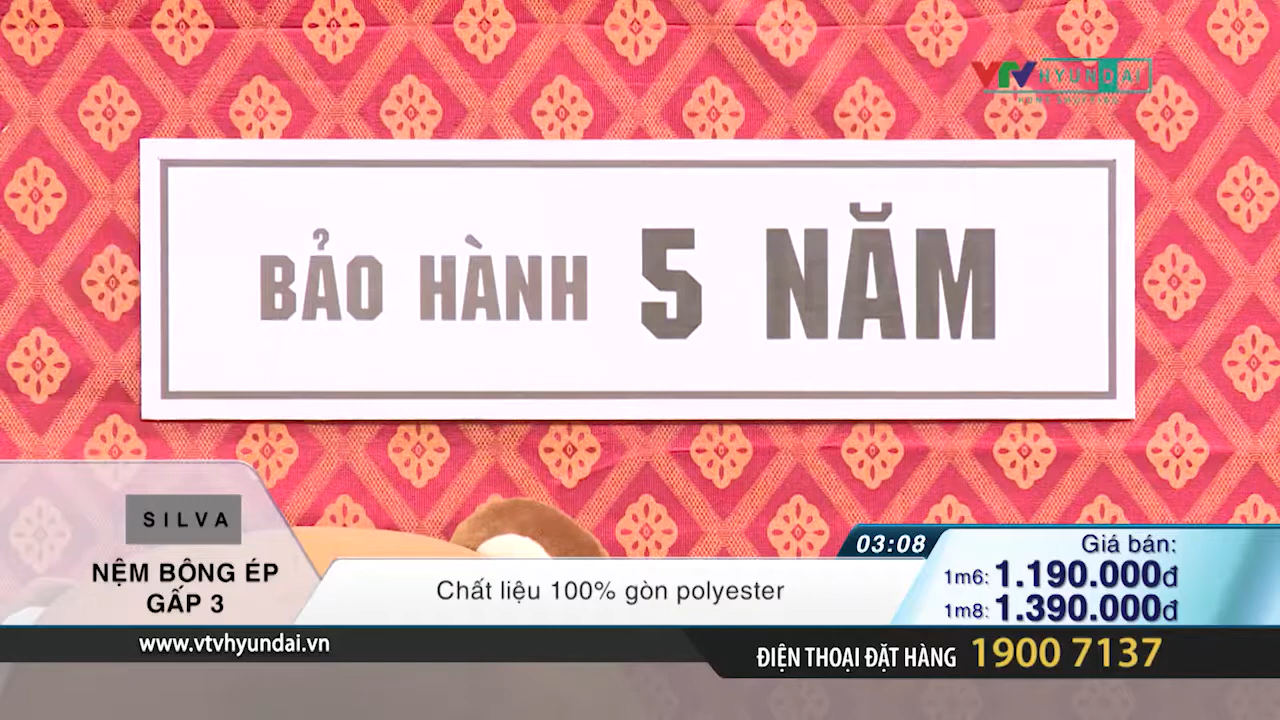 VTV HYUNDAI
HOME SHOPPING
BẢO HÀNH 5 NĂM
SILVA
NỆM BÔNG ÉP
GẤP 3
Chất liệu 100% gòn polyester
03:08
Giá bán:
1m6: 1.190.000đ
1m8: 1.390.000đ
www.vtvhyundai.vn
ĐIỆN THOẠI ĐẶT HÀNG 1900 7137